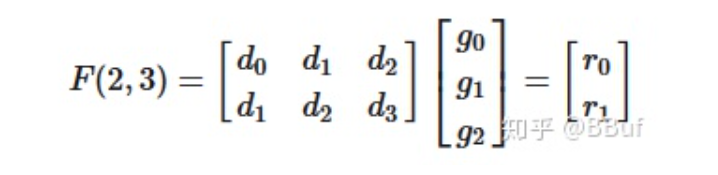 F(2,3) = [d₀ d₁ d₂; d₁ d₂ d₃] [g₀; g₁; g₂] = [r₀; r₁]
知乎 @BBuf